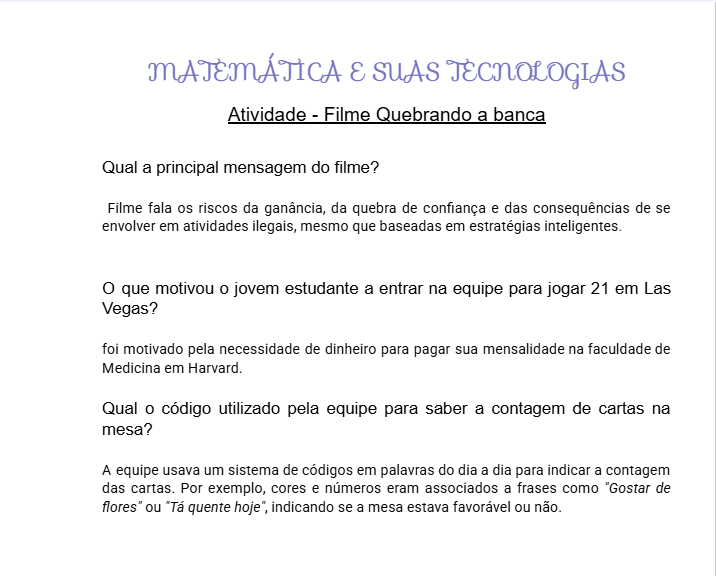 MATEMÁTICA E SUAS TECNOLOGIAS
Atividade - Filme Quebrando a banca
Qual a principal mensagem do filme?
Filme fala os riscos da ganância, da quebra de confiança e das consequências de se
envolver em atividades ilegais, mesmo que baseadas em estratégias inteligentes.
O que motivou o jovem estudante a entrar na equipe para jogar 21 em Las
Vegas?
foi motivado pela necessidade de dinheiro para pagar sua mensalidade na faculdade de
Medicina em Harvard.
Qual o código utilizado pela equipe para saber a contagem de cartas na
mesa?
A equipe usava um sistema de códigos em palavras do dia a dia para indicar a contagem
das cartas. Por exemplo, cores e números eram associados a frases como "Gostar de
flores" ou "Tá quente hoje", indicando se a mesa estava favorável ou não.